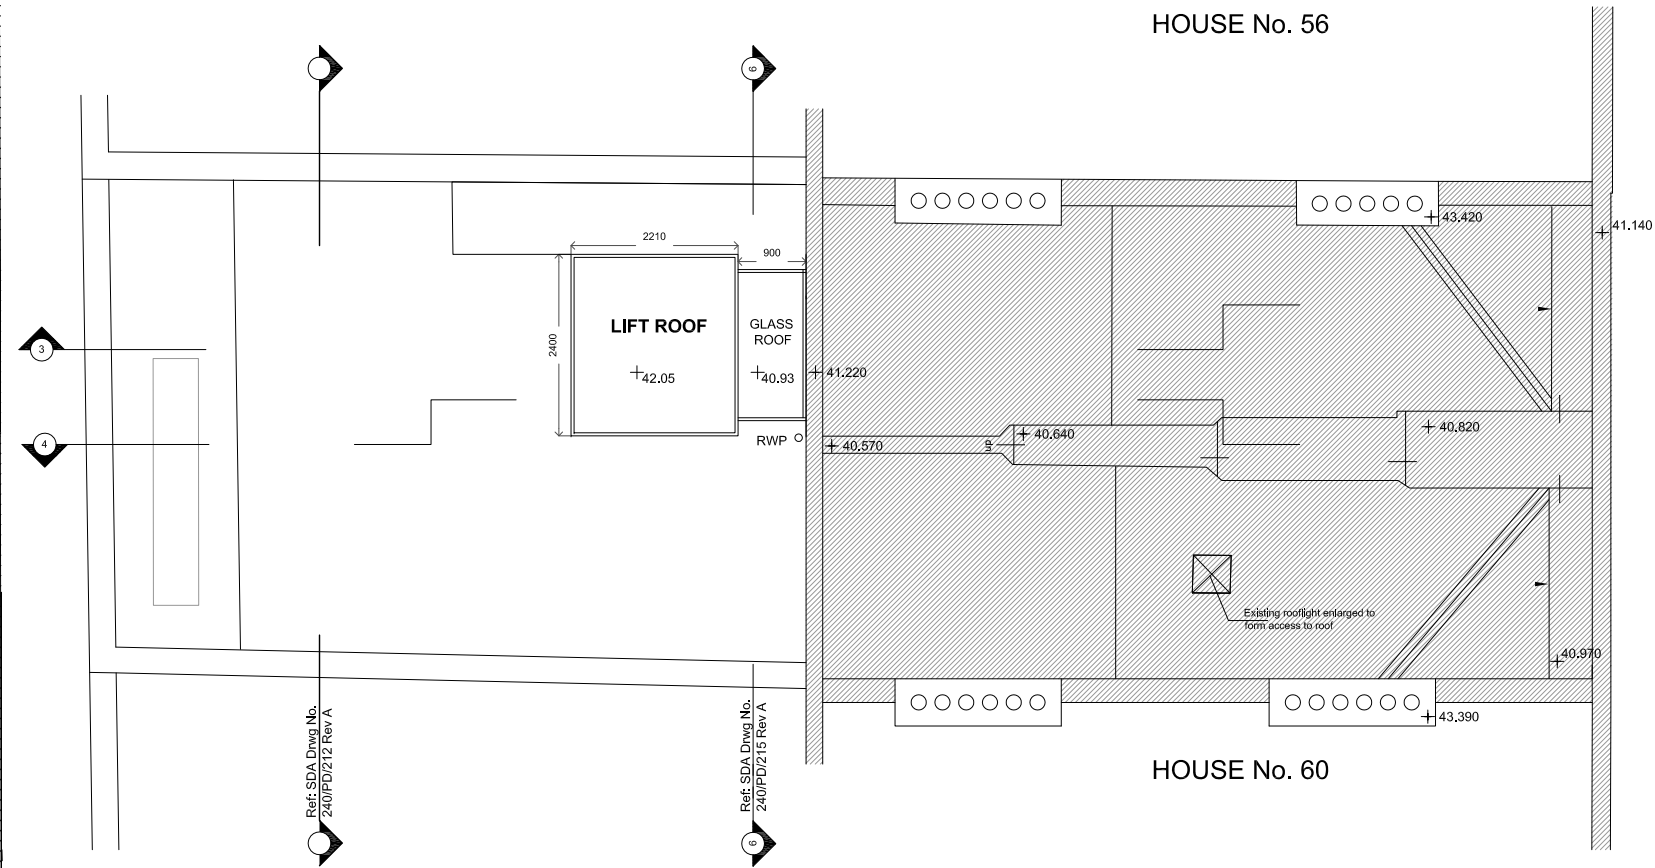 HOUSE No. 56
6
2210
900
43.420
41.140
2400
LIFT ROOF
GLASS
ROOF
3
42.05
40.93
41.220
4
RWP
40.570
UP
40.640
40.820
Existing rooflight enlarged to
form access to roof
40.970
Ref: SDA Drwg No.
240/PD/212 Rev A
Ref: SDA Drwg No.
240/PD/215 Rev A
43.390
HOUSE No. 60
6